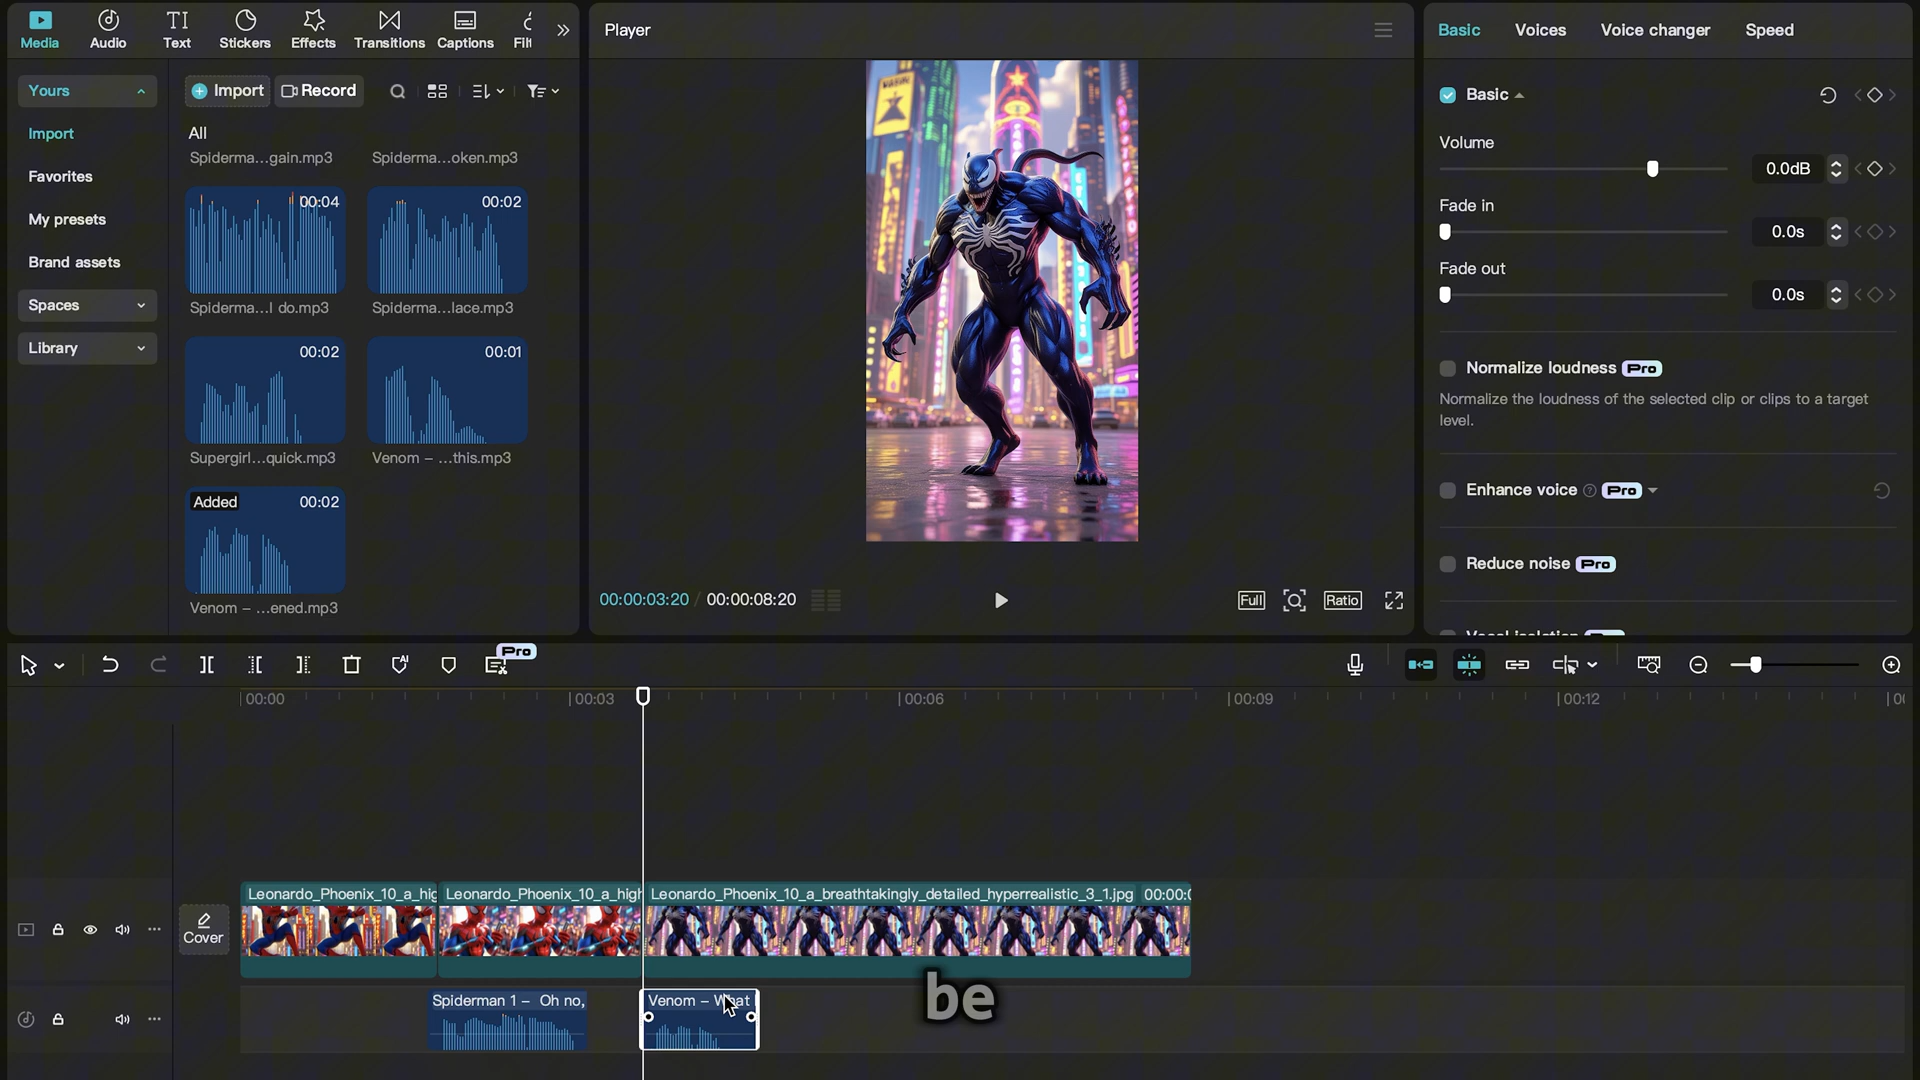 Media
Audio
Text
Stickers
Effects
Transitions
Captions
Filt
Yours
Import
Favorites
My presets
Brand assets
Spaces
Library
Import
Record
All
Spiderma...gain.mp3
Spiderma...oken.mp3
00:04
00:02
Spiderma...I do.mp3
Spiderma...lace.mp3
00:02
00:01
Supergirl...quick.mp3
Venom – ...this.mp3
Added
00:02
Venom – ...ened.mp3
Player
00:00:03:20 / 00:00:08:20
Full
Ratio
Basic
Voices
Voice changer
Speed
Basic
Volume
0.0dB
Fade in
0.0s
Fade out
0.0s
Normalize loudness Pro
Normalize the loudness of the selected clip or clips to a target
level.
Enhance voice Pro
Reduce noise Pro
Pro
00:00
00:03
00:06
00:09
00:12
Cover
Leonardo_Phoenix_10_a_hig
Leonardo_Phoenix_10_a_high
Leonardo_Phoenix_10_a_breathtakingly_detailed_hyperrealistic_3_1.jpg
00:00:0
be
Spiderman 1 – Oh no,
Venom – What